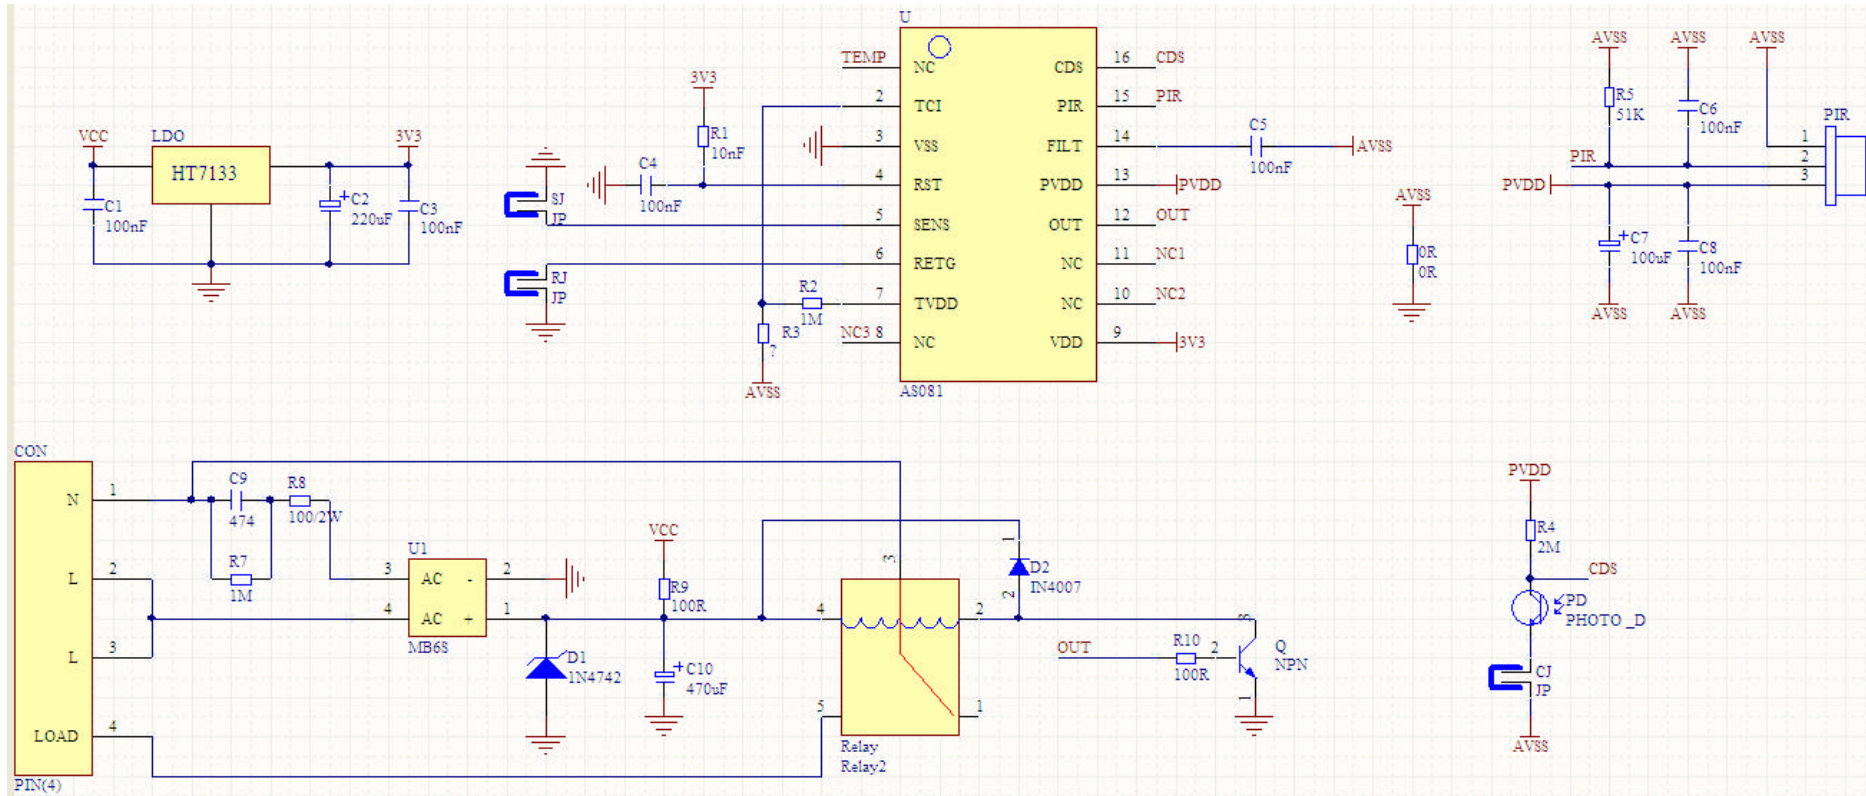 U
TEMP NC CDS 16 CDS
2 TCI PIR 15 PIR
3 VSS FILT 14
4 RST PVDD 13 PVDD
5 SENS OUT 12 OUT
6 RETG NC 11 NC1
7 TVDD NC 10 NC2
NC3 8 NC VDD 9 3V3
AS081
VCC LDO 3V3
HT7133
C1
100nF
C2
220uF
C3
100nF
3V3
R1
10nF
C4
100nF
SJ
JP
RJ
JP
R2
1M
R3
?
AVSS
C5
100nF
AVSS
AVSS
0R
0R
AVSS AVSS AVSS
R5
51K
C6
100nF
PIR
1
2
3
PIR
PVDD
C7
100uF
C8
100nF
AVSS AVSS
CON
N 1
L 2
L 3
LOAD 4
PIN(4)
C9
474
R8
100/2W
R7
1M
U1
3 AC - 2
4 AC + 1
MB6S
D1
1N4742
VCC
R9
100R
C10
470uF
3
4 2
5 1
Relay
Relay2
1
D2
IN4007
2
OUT
R10
100R
2
3
Q
NPN
1
PVDD
R4
2M
CDS
PD
PHOTO_D
CJ
JP
AVSS